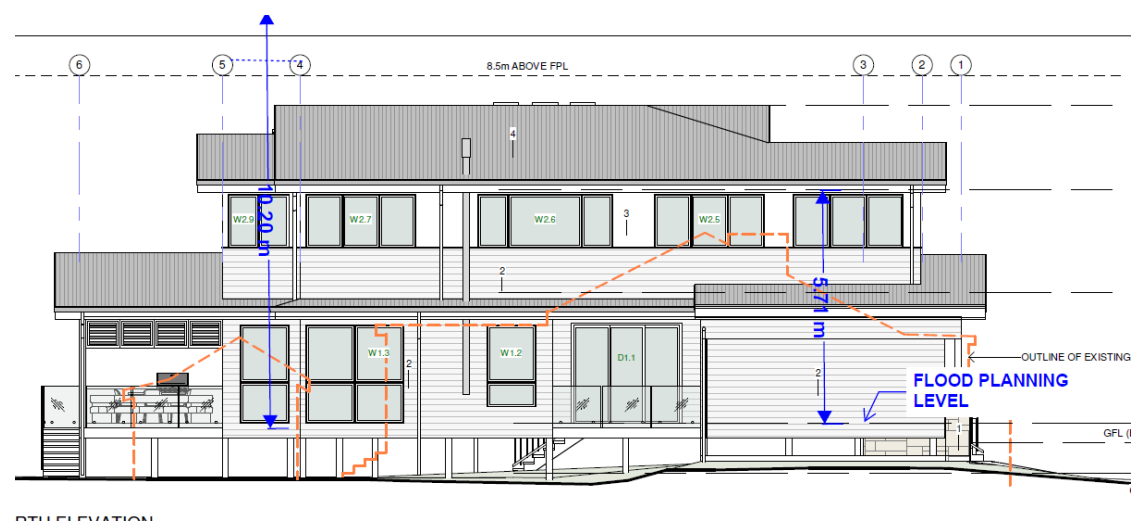 6
5
4
8.5m ABOVE FPL
3
2
1
4
W2.9
W2.7
W2.6
3
W2.5
10.20 m
2
5.71 m
W1.3
W1.2
D1.1
2
2
OUTLINE OF EXISTING
FLOOD PLANNING
LEVEL
1
GFL (
RTH ELEVATION